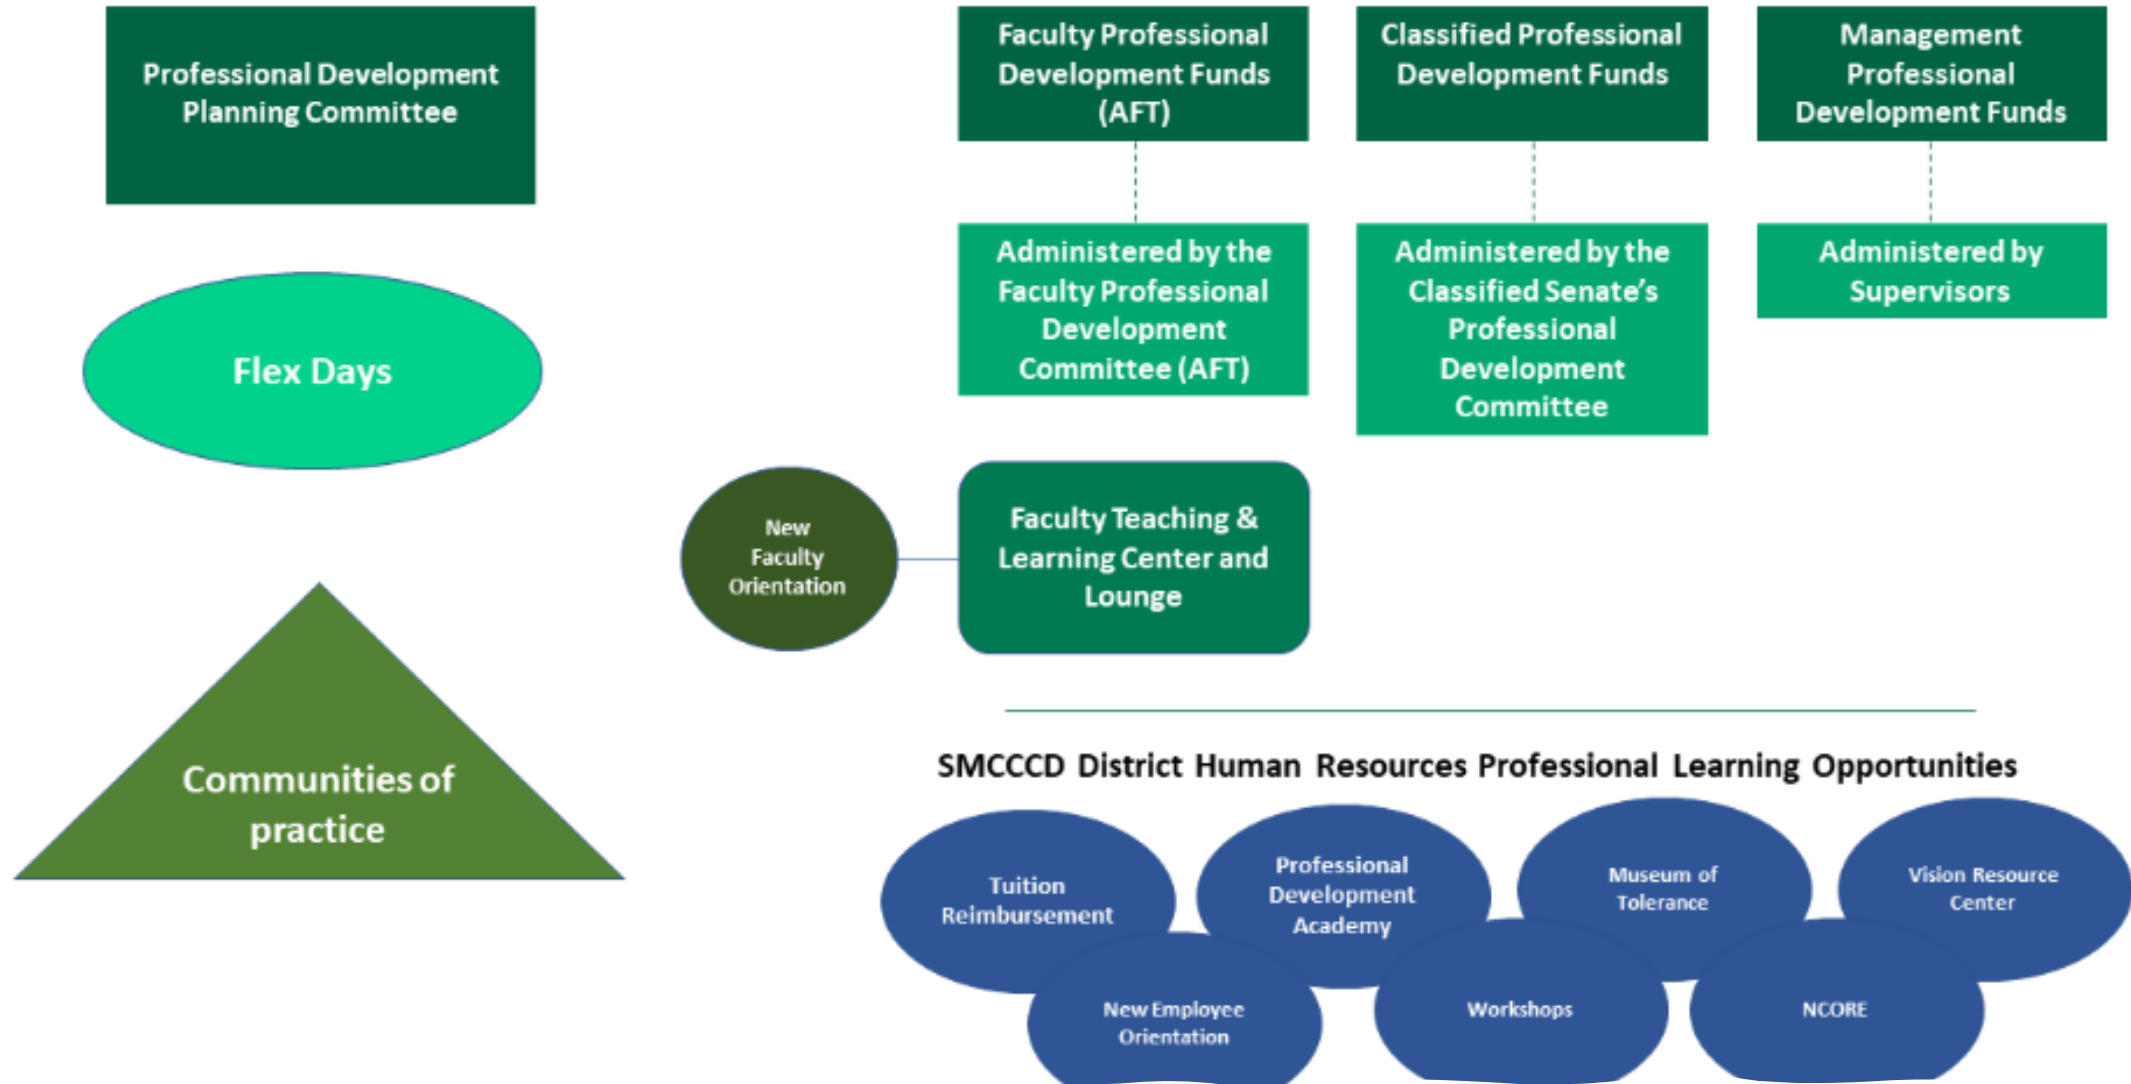 Professional Development
Planning Committee
Flex Days
Communities of
practice
Faculty Professional
Development Funds
(AFT)
Classified Professional
Development Funds
Management
Professional
Development Funds
Administered by the
Faculty Professional
Development
Committee (AFT)
Administered by the
Classified Senate’s
Professional
Development
Committee
Administered by
Supervisors
New
Faculty
Orientation
Faculty Teaching &
Learning Center and
Lounge
SMCCCD District Human Resources Professional Learning Opportunities
Tuition
Reimbursement
Professional
Development
Academy
Museum of
Tolerance
Vision Resource
Center
New Employee
Orientation
Workshops
NCORE